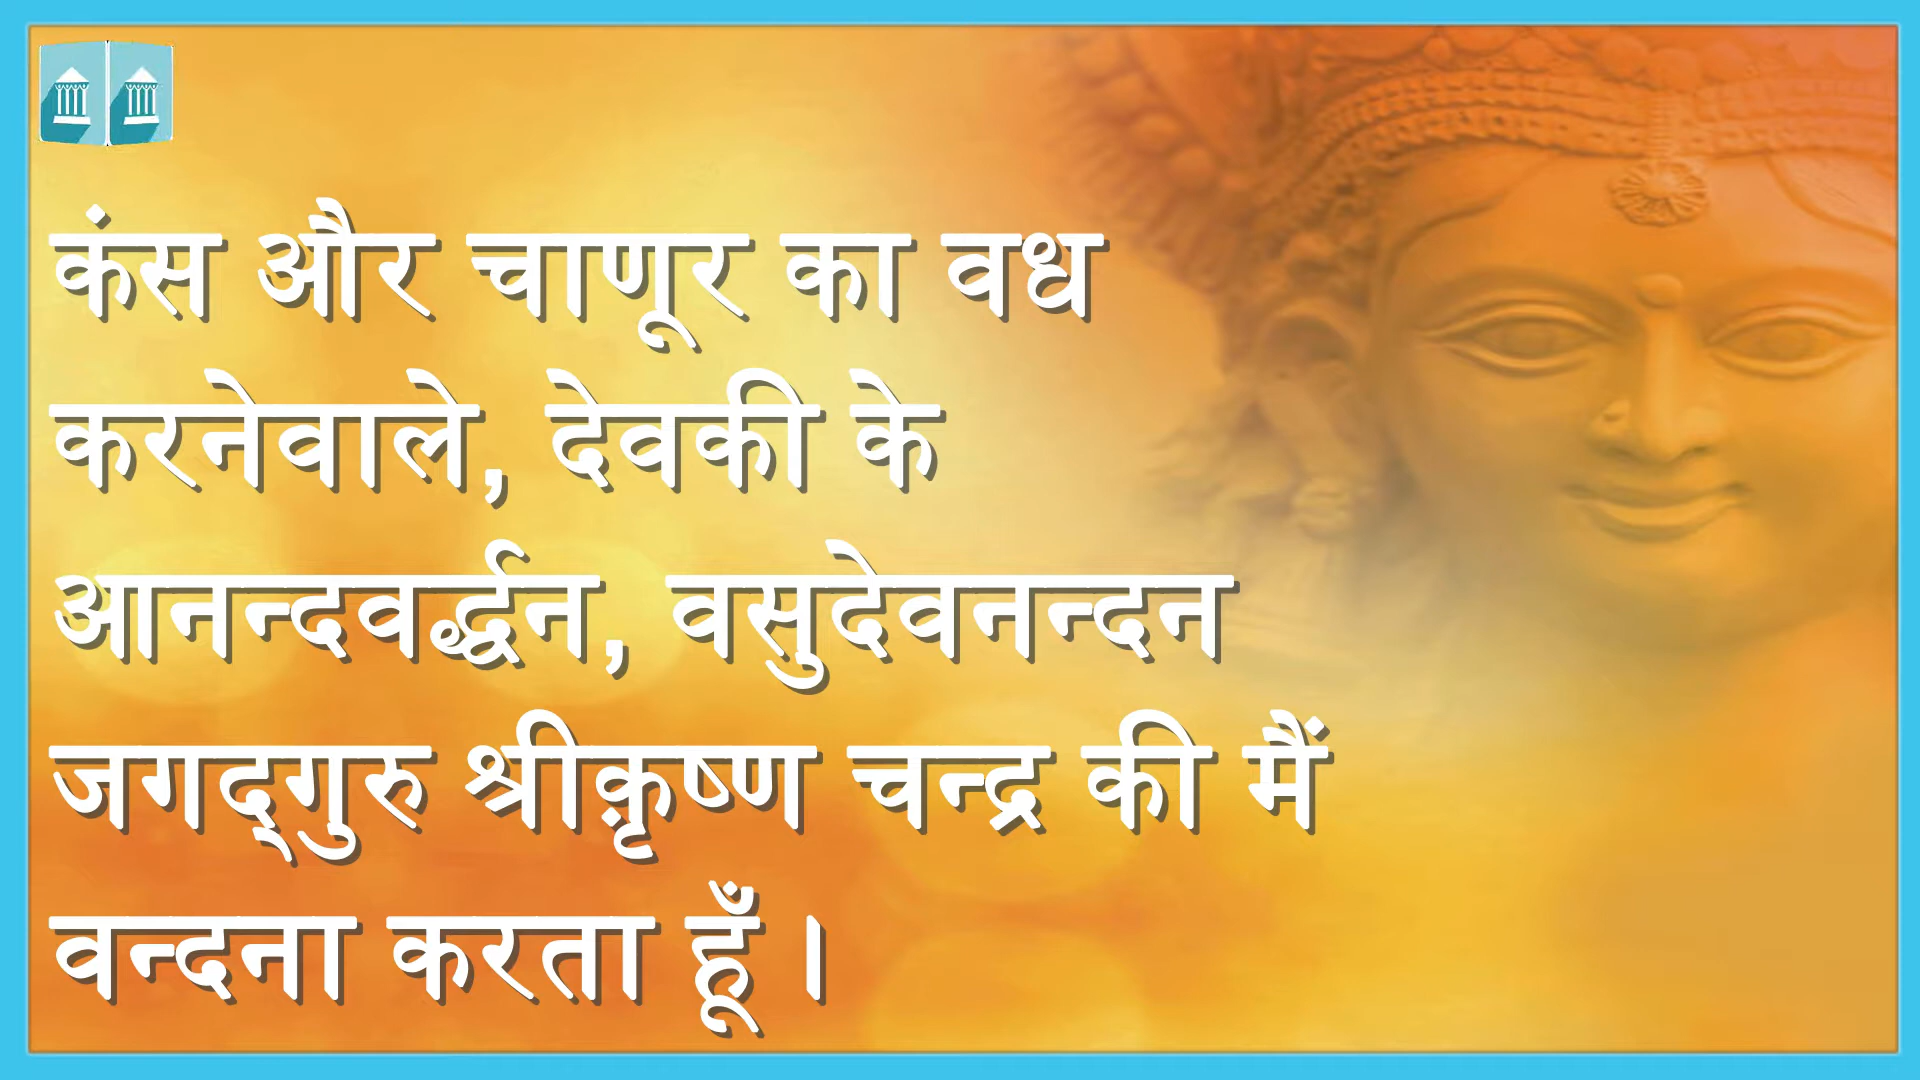 कंस और चाणूर का वध
करनेवाले, देवकी के
आनन्दवर्द्धन, वसुदेवनन्दन
जगद्गुरु श्रीक़ृष्ण चन्द्र की मैं
वन्दना करता हूँ ।